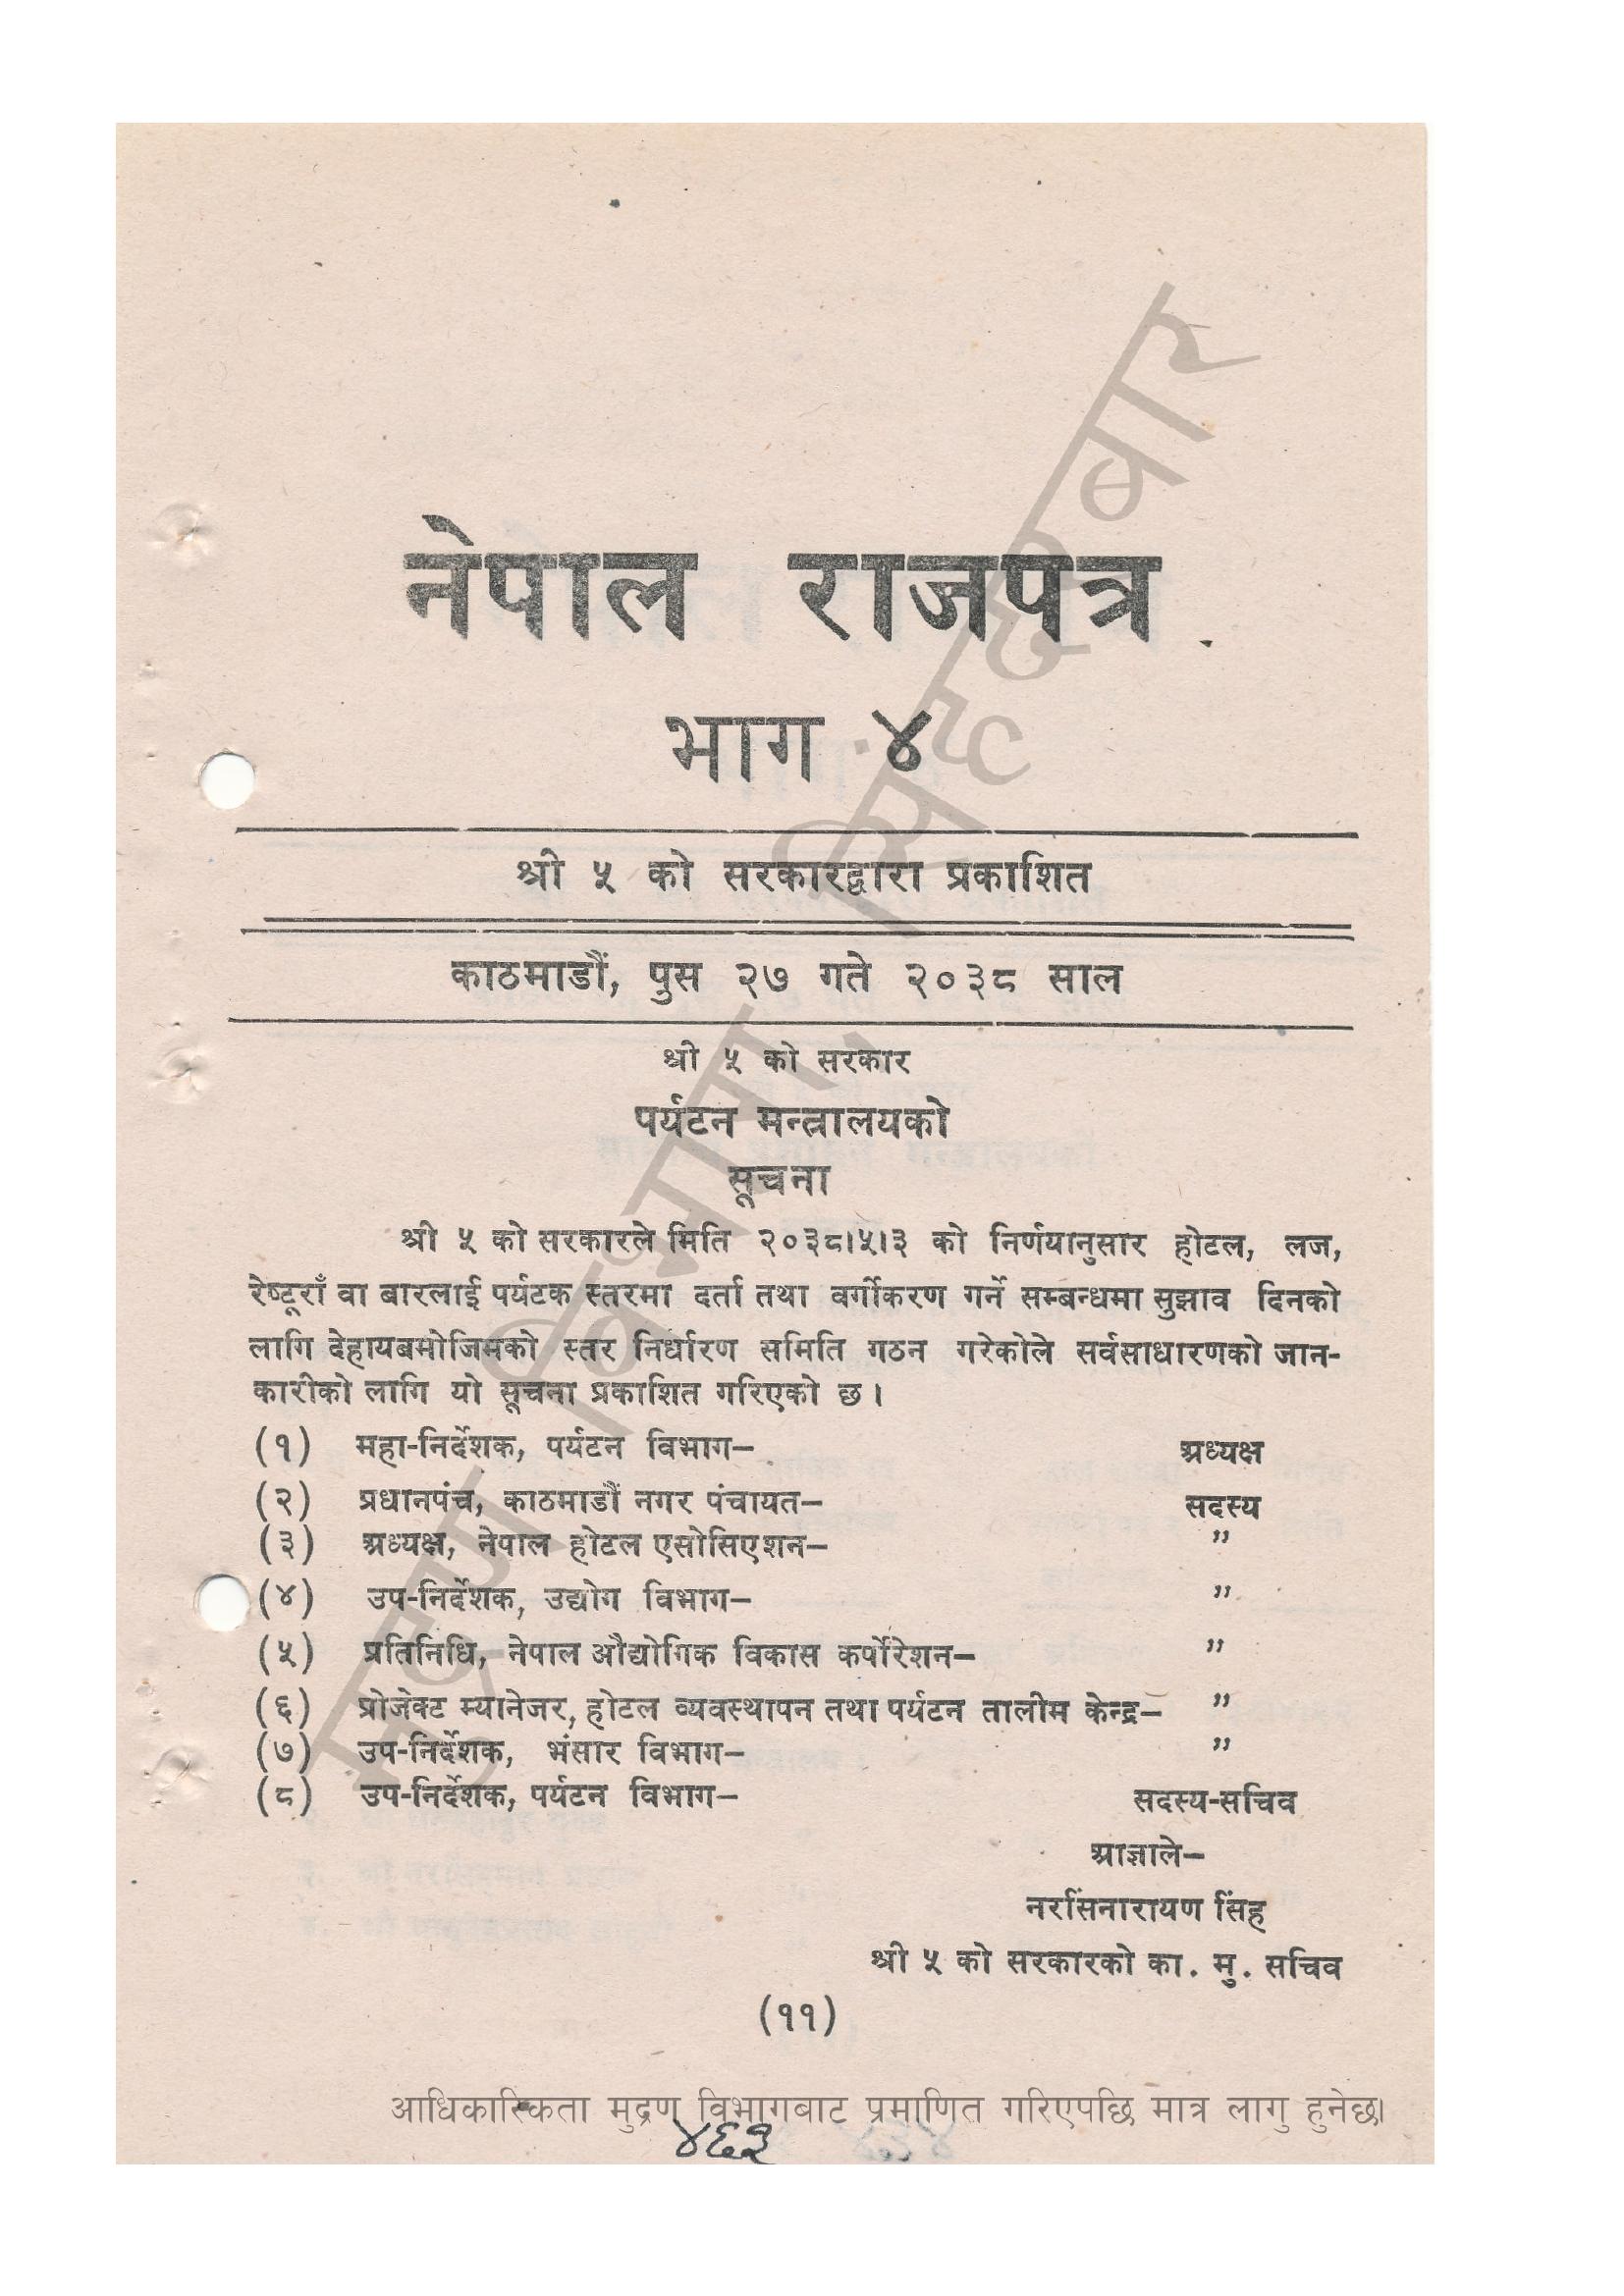 नेपाल राजपत्र
भाग ४
श्री ५ को सरकारद्वारा प्रकाशित
काठमाडौं, पुस २७ गते २०३८ साल
श्री ५ को सरकार
पर्यटन मन्त्रालयको
सूचना
श्री ५ को सरकारले मिति २०३८।५।३ को निर्णयानुसार होटल, लज,
रेष्टूराँ वा बारलाई पर्यटक स्तरमा दर्ता तथा वर्गीकरण गर्ने सम्बन्धमा सुझाव दिनको
लागि देहायबमोजिमको स्तर निर्धारण समिति गठन गरेकोले सर्वसाधारणको जान-
कारीको लागि यो सूचना प्रकाशित गरिएको छ ।
(१) महा-निर्देशक, पर्यटन विभाग– अध्यक्ष
(२) प्रधानपंच, काठमाडौं नगर पंचायत– सदस्य
(३) अध्यक्ष, नेपाल होटल एसोसिएशन– "
(४) उप-निर्देशक, उद्योग विभाग– "
(५) प्रतिनिधि, नेपाल औद्योगिक विकास कर्पोरेशन– "
(६) प्रोजेक्ट म्यानेजर, होटल व्यवस्थापन तथा पर्यटन तालीम केन्द्र– "
(७) उप-निर्देशक, भंसार विभाग– "
(८) उप-निर्देशक, पर्यटन विभाग– सदस्य-सचिव
आज्ञाले–
नरसिंनारायण सिंह
श्री ५ को सरकारको का. मु. सचिव
(११)
मुद्रण विभाग, सिंहदरबार
आधिकारिकता मुद्रण विभागबाट प्रमाणित गरिएपछि मात्र लागु हुनेछ।
४६३